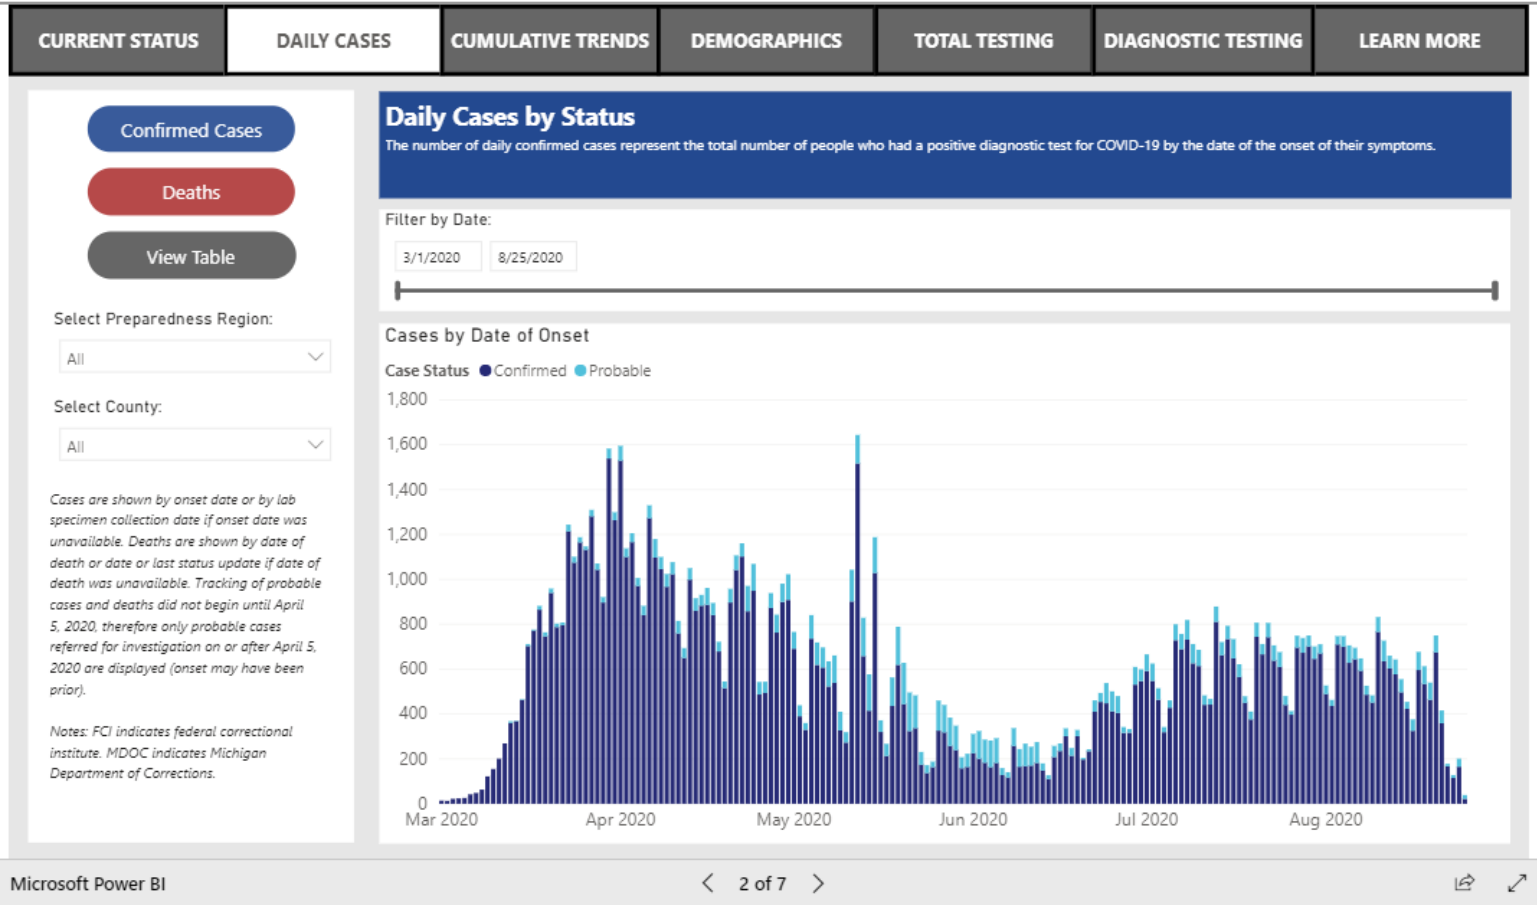 CURRENT STATUS
DAILY CASES
CUMULATIVE TRENDS
DEMOGRAPHICS
TOTAL TESTING
DIAGNOSTIC TESTING
LEARN MORE
Confirmed Cases
Deaths
View Table
Select Preparedness Region:
All
Select County:
All
Cases are shown by onset date or by lab
specimen collection date if onset date was
unavailable. Deaths are shown by date of
death or date or last status update if date of
death was unavailable. Tracking of probable
cases and deaths did not begin until April
5, 2020, therefore only probable cases
referred for investigation on or after April 5,
2020 are displayed (onset may have been
prior).
Notes: FCI indicates federal correctional
institute. MDOC indicates Michigan
Department of Corrections.
Daily Cases by Status
The number of daily confirmed cases represent the total number of people who had a positive diagnostic test for COVID-19 by the date of the onset of their symptoms.
Filter by Date:
3/1/2020
8/25/2020
Cases by Date of Onset
Case Status Confirmed Probable
1,800
1,600
1,400
1,200
1,000
800
600
400
200
0
Mar 2020
Apr 2020
May 2020
Jun 2020
Jul 2020
Aug 2020
Microsoft Power BI
2 of 7